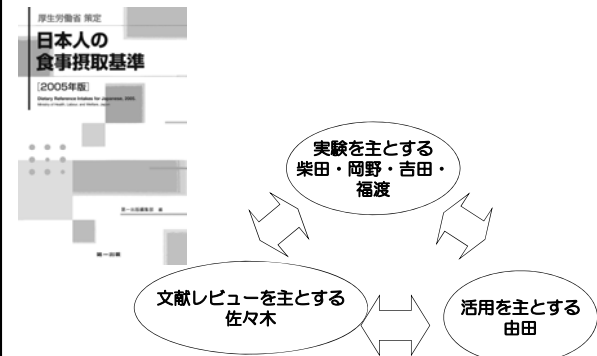 厚生労働省 策定
日本人の
食事摂取基準
［2005年版］
Dietary Reference Intakes for Japanese, 2005.
Ministry of Health, Labour, and Welfare, Japan
第一出版編集部 編
第一出版
実験を主とする
柴田・岡野・吉田・
福渡
文献レビューを主とする
佐々木
活用を主とする
由田